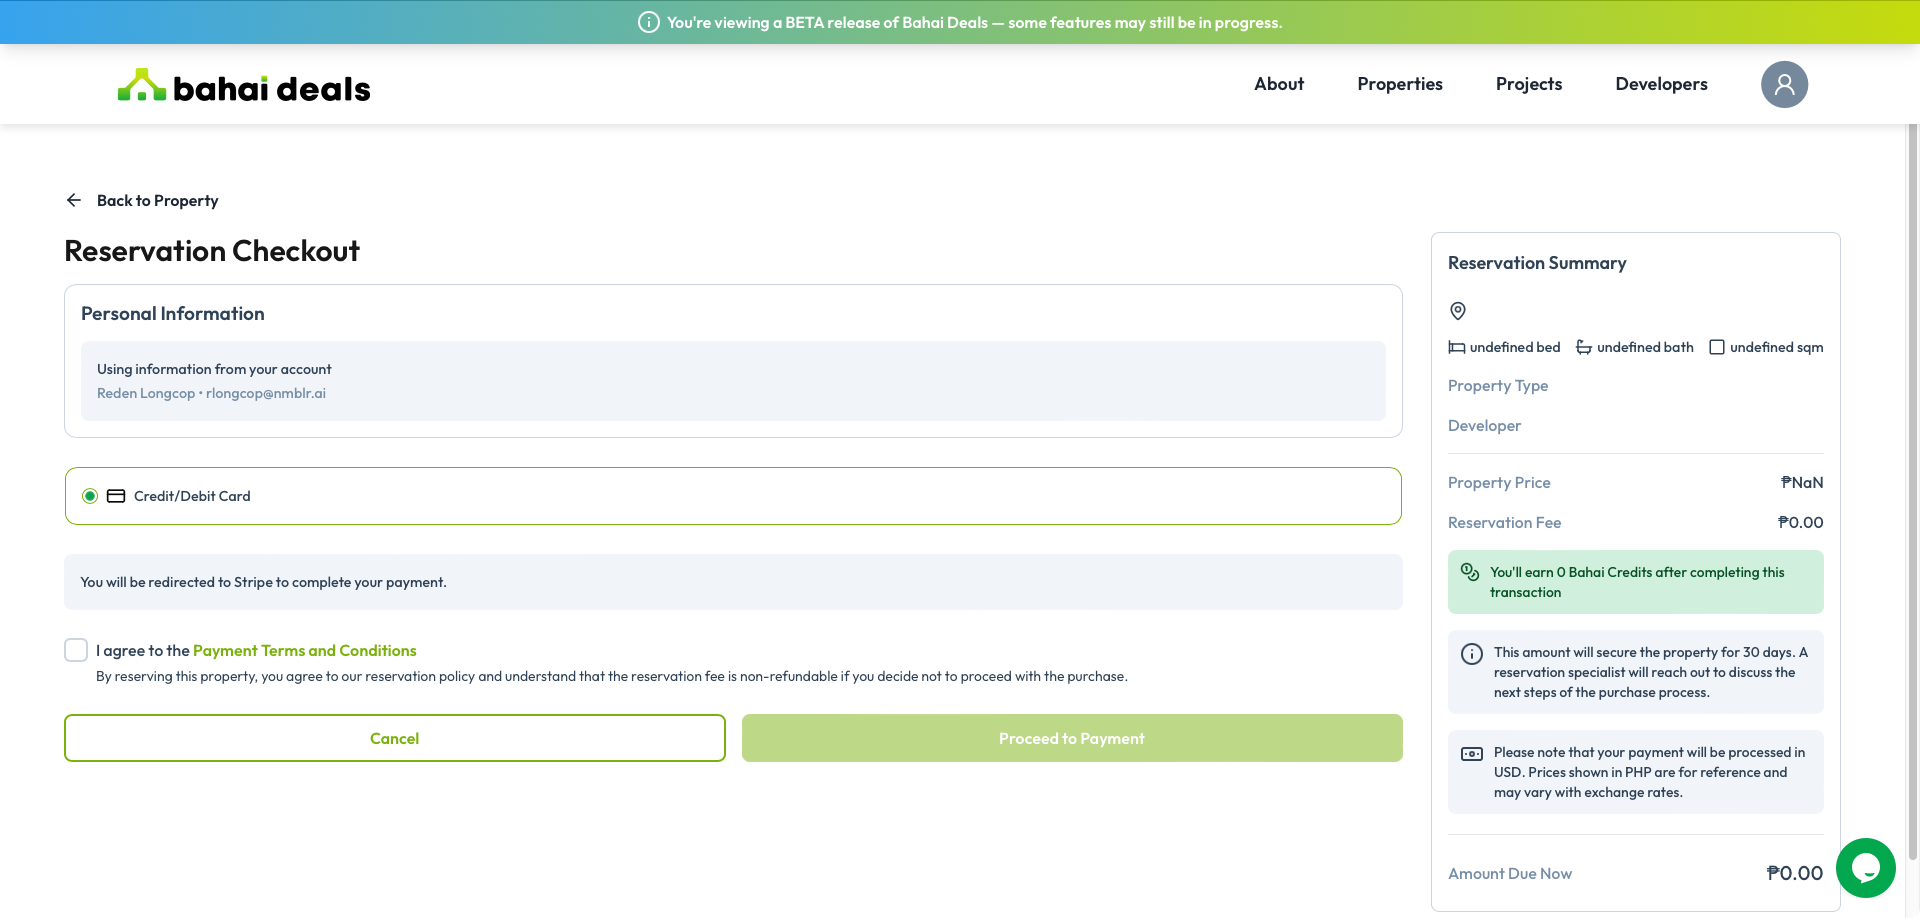 You're viewing a BETA release of Bahai Deals — some features may still be in progress.
bahai deals
About
Properties
Projects
Developers
Back to Property
Reservation Checkout
Personal Information
Using information from your account
Reden Longcop • rlongcop@nmblr.ai
Credit/Debit Card
You will be redirected to Stripe to complete your payment.
I agree to the Payment Terms and Conditions
By reserving this property, you agree to our reservation policy and understand that the reservation fee is non-refundable if you decide not to proceed with the purchase.
Cancel
Proceed to Payment
Reservation Summary
undefined bed undefined bath undefined sqm
Property Type
Developer
Property Price ₱NaN
Reservation Fee ₱0.00
You'll earn 0 Bahai Credits after completing this
transaction
This amount will secure the property for 30 days. A
reservation specialist will reach out to discuss the
next steps of the purchase process.
Please note that your payment will be processed in
USD. Prices shown in PHP are for reference and
may vary with exchange rates.
Amount Due Now ₱0.00